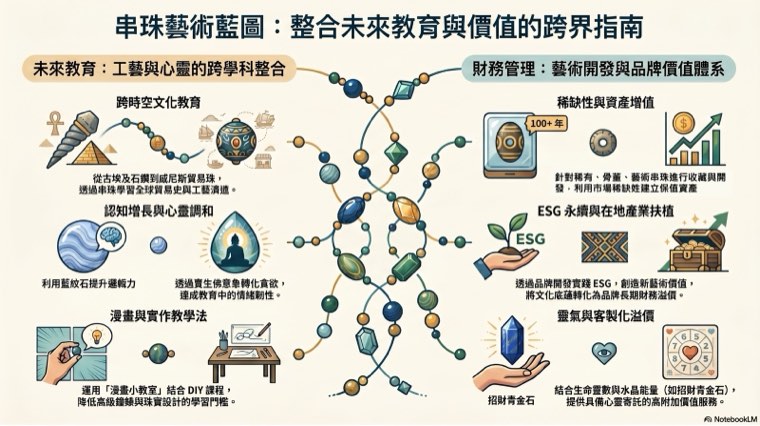 串珠藝術藍圖：整合未來教育與價值的跨界指南
未來教育：工藝與心靈的跨學科整合
跨時空文化教育
從古埃及石鑽到威尼斯貿易珠，
透過串珠學習全球貿易史與工藝演進。
認知增長與心靈調和
利用藍紋石提升邏輯力
透過寶生佛意象轉化貪欲，
達成教育中的情緒韌性。
漫畫與實作教學法
運用「漫畫小教室」結合 DIY 課程，
降低高級鐘錶與珠寶設計的學習門檻。
財務管理：藝術開發與品牌價值體系
稀缺性與資產增值
100+ 年
針對稀有、骨董、藝術串珠進行收藏與開
發，利用市場稀缺性建立保值資產
ESG 永續與在地產業扶植
ESG
透過品牌開發實踐 ESG，創造新藝術價值，
將文化底蘊轉化為品牌長期財務溢價。
靈氣與客製化溢價
招財青金石
結合生命靈數與水晶能量（如招財青金石），
提供具備心靈寄託的高附加價值服務。
NotebookLM